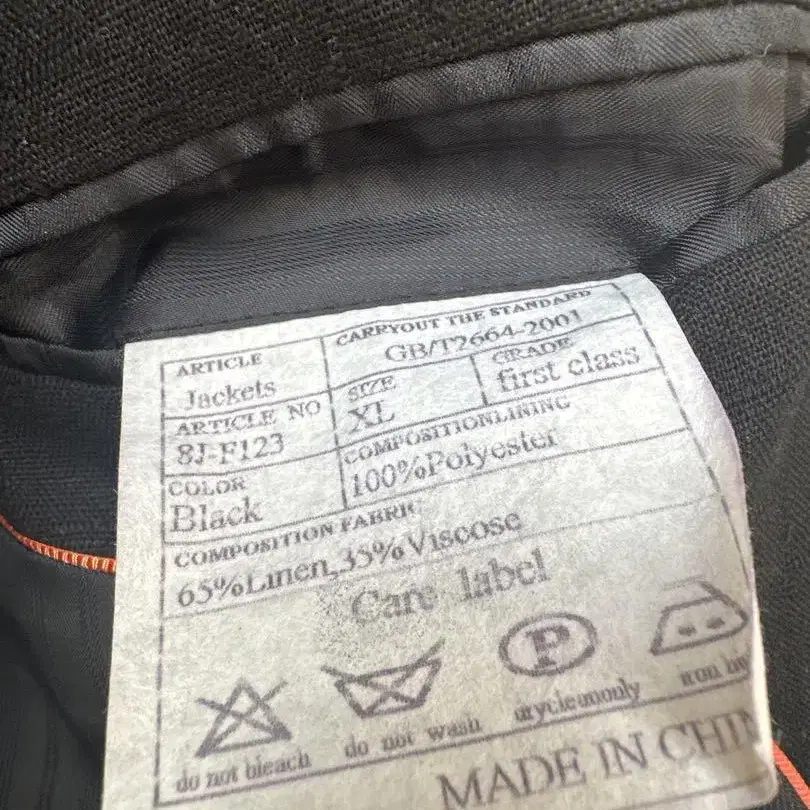 ARTICLE
Jackets
CARRYOUT THE STANDARD
GB/T2664-2001
ARTICLE NO
8J-F123
SIZE
XL
GRADE
first class
COLOR
Black
COMPOSITIONLINING
100%Polyester
COMPOSITION FABRIC
65%Linen,35%Viscose
Care label
P
do not bleach
do not wash
drycleanonly
iron
MADE IN CHIN